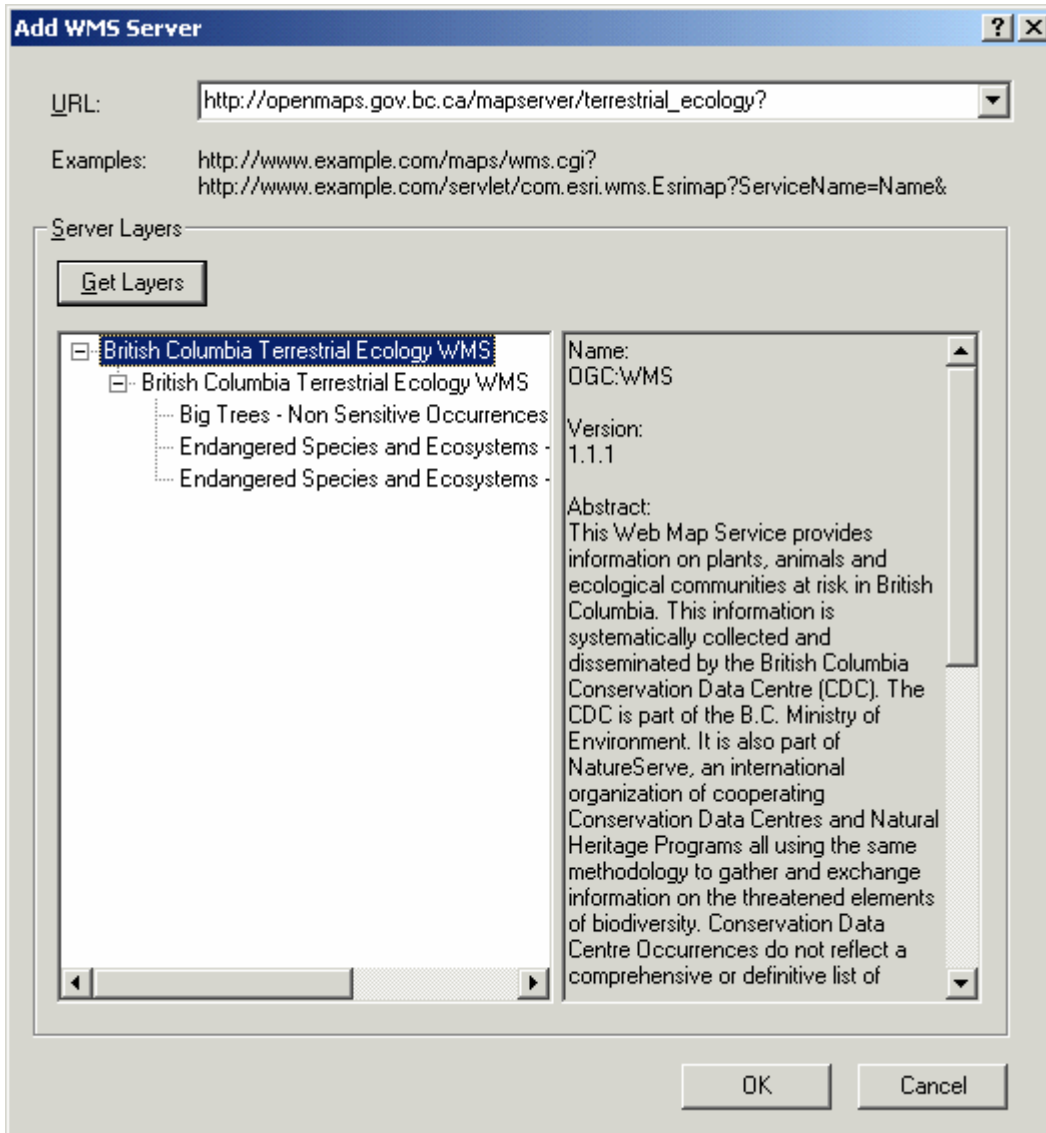 Add WMS Server
URL: http://openmaps.gov.bc.ca/mapserver/terrestrial_ecology?
Examples: http://www.example.com/maps/wms.cgi?
http://www.example.com/servlet/com.esri.wms.Esrimap?ServiceName=Name&
Server Layers
Get Layers
British Columbia Terrestrial Ecology WMS
British Columbia Terrestrial Ecology WMS
Big Trees - Non Sensitive Occurrences
Endangered Species and Ecosystems -
Endangered Species and Ecosystems -
Name:
OGC:WMS
Version:
1.1.1
Abstract:
This Web Map Service provides
information on plants, animals and
ecological communities at risk in British
Columbia. This information is
systematically collected and
disseminated by the British Columbia
Conservation Data Centre (CDC). The
CDC is part of the B.C. Ministry of
Environment. It is also part of
NatureServe, an international
organization of cooperating
Conservation Data Centres and Natural
Heritage Programs all using the same
methodology to gather and exchange
information on the threatened elements
of biodiversity. Conservation Data
Centre Occurrences do not reflect a
comprehensive or definitive list of
OK Cancel